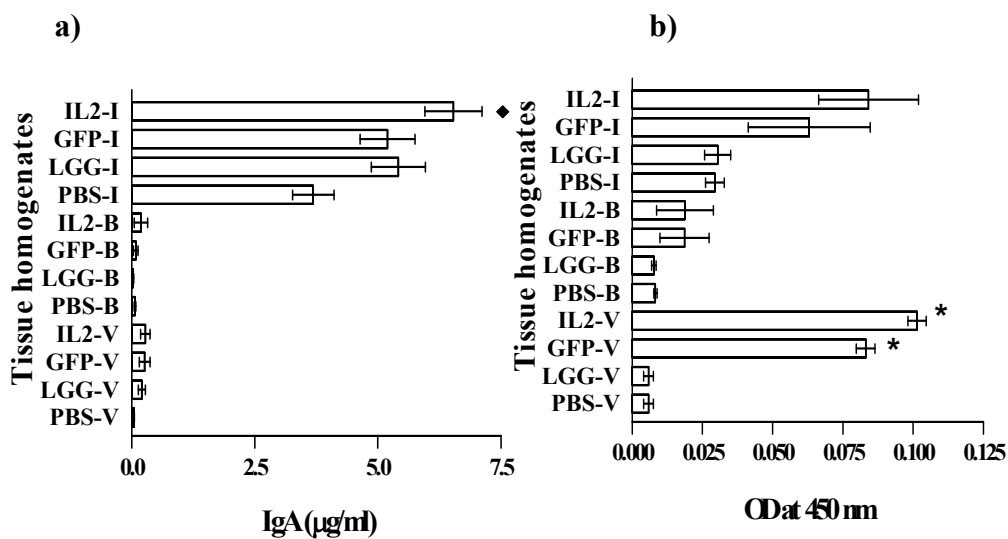 a)
Tissue homogenates
IL2-I
GFP-I
LGG-I
PBS-I
IL2-B
GFP-B
LGG-B
PBS-B
IL2-V
GFP-V
LGG-V
PBS-V
◆
0.0 2.5 5.0 7.5
IgA (μg/ml)
b)
Tissue homogenates
IL2-I
GFP-I
LGG-I
PBS-I
IL2-B
GFP-B
LGG-B
PBS-B
IL2-V
GFP-V
LGG-V
PBS-V
*
*
0.000 0.025 0.050 0.075 0.100 0.125
OD at 450 nm